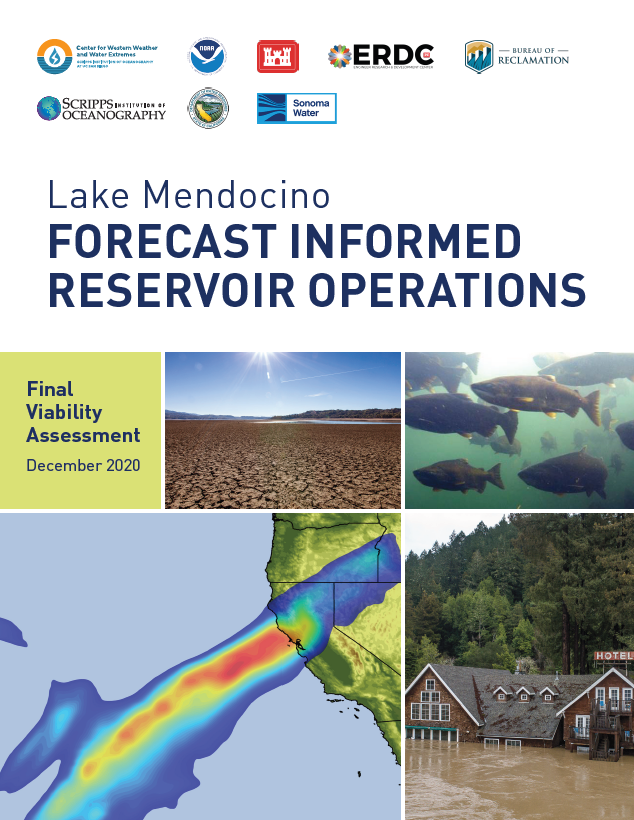 Center for Western Weather
and Water Extremes
SCRIPPS INSTITUTION OF OCEANOGRAPHY
AT UC SAN DIEGO
NOAA
ERDC
ENGINEER RESEARCH & DEVELOPMENT CENTER
BUREAU OF
RECLAMATION
SCRIPPS INSTITUTION OF
OCEANOGRAPHY
Sonoma
Water
Lake Mendocino
FORECAST INFORMED
RESERVOIR OPERATIONS
Final
Viability
Assessment
December 2020
HOTEL